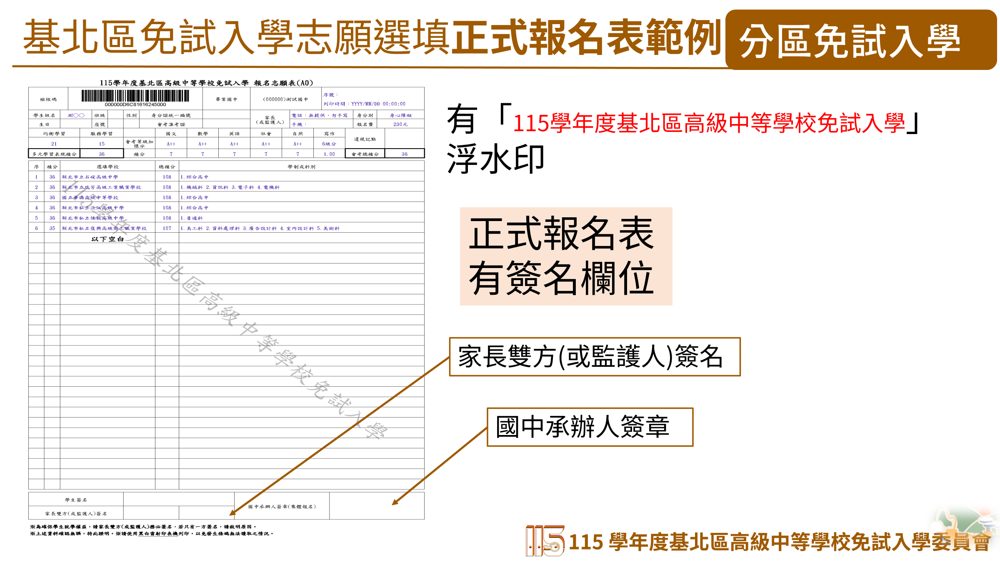 基北區免試入學志願選填正式報名表範例
分區免試入學
115學年度基北區高級中等學校免試入學 報名志願表(A0)
檢核碼
000000D6C81616245000
畢業國中
(000000)測試國中
序號：
列印時間：YYYY/MM/DD 00:00:00
學生姓名 測○○ 班級 性別 身分證統一編號 家長(或監護人) 電話：無提供，勿手寫 身分別 身心障礙
生日 座號 會考准考證 手機： 報名費 230元
均衡學習 服務學習 會考等級加標示 國文 數學 英語 社會 自然 寫作 違規記點
21 15 A++ A++ A++ A++ A++ 6級分
多元學習表現積分 36 積分 7 7 7 7 7 1.00 會考總積分 36
序 積分 選填學校 總積分 學制或科別
1 36 新北市立石碇高級中學 108 1.綜合高中
2 36 新北市立瑞芳高級工業職業學校 108 1.機械科 2.資訊科 3.電子科 4.電機科
3 36 國立華僑高級中等學校 108 1.綜合高中
4 36 新北市私立淡江高級中學 108 1.綜合高中
5 36 新北市私立恆毅高級中學 108 1.普通科
6 35 新北市私立復興高級商工職業學校 107 1.美工科 2.資料處理科 3.廣告設計科 4.室內設計科 5.美術科
以下空白
115學年度基北區高級中等學校免試入學
學生簽名
家長雙方(或監護人)簽名
國中承辦人簽章(集體報名)
※為確保學生就學權益，請家長雙方(或監護人)務必簽名，若只有一方簽名，請敘明原因。
※上述資料確認無誤，特此證明。※請使用黑白雷射印表機列印，以免發生條碼無法讀取之情況。
有「115學年度基北區高級中等學校免試入學」
浮水印
正式報名表
有簽名欄位
家長雙方(或監護人)簽名
國中承辦人簽章
115
115 學年度基北區高級中等學校免試入學委員會